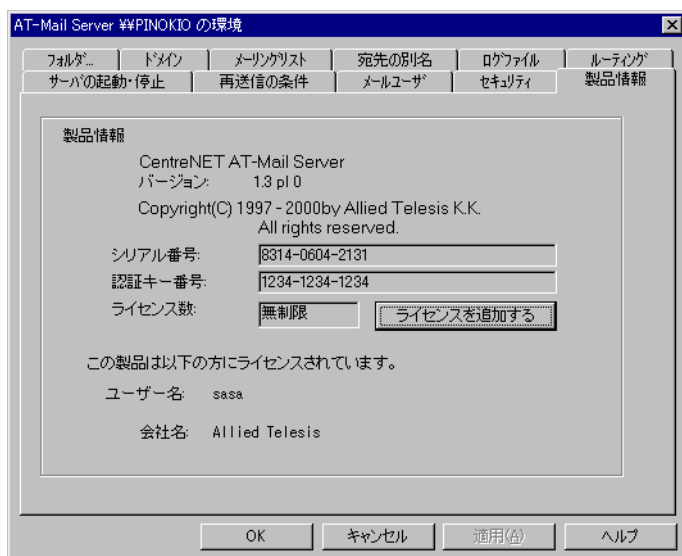 AT-Mail Server ¥¥PINOKIO の環境
フォルダ... ドメイン メーリングリスト 宛先の別名 ログファイル ルーティング
サーバの起動・停止 再送信の条件 メールユーザ セキュリティ 製品情報
製品情報
CentreNET AT-Mail Server
バージョン: 1.3 pl 0
Copyright(C) 1997 - 2000by Allied Telesis K.K.
All rights reserved.
シリアル番号: 8314-0604-2131
認証キー番号: 1234-1234-1234
ライセンス数: 無制限 ライセンスを追加する
この製品は以下の方にライセンスされています。
ユーザー名: sasa
会社名: Allied Telesis
OK キャンセル 適用(A) ヘルプ